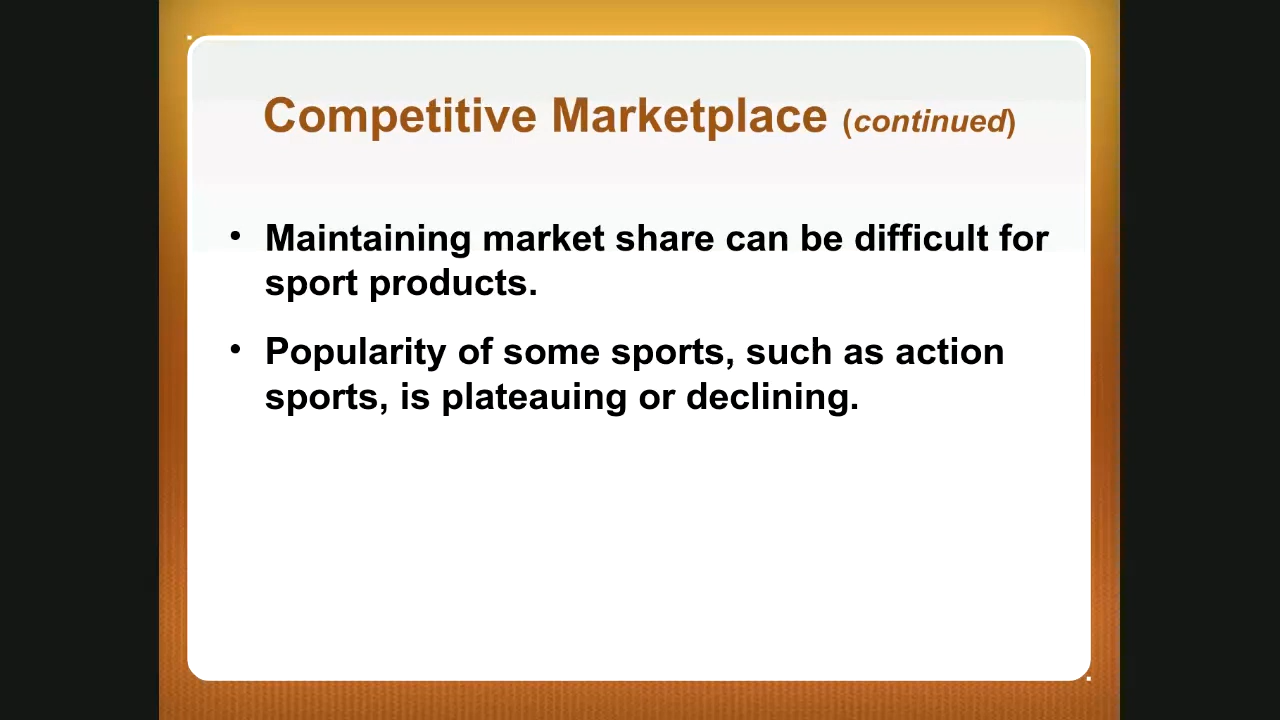 Competitive Marketplace (continued)
• Maintaining market share can be difficult for
sport products.
• Popularity of some sports, such as action
sports, is plateauing or declining.